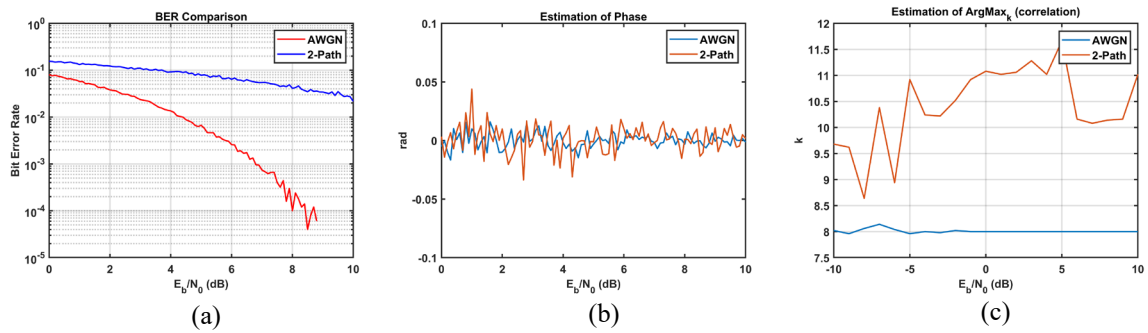 BER Comparison
10^0
10^-1
10^-2
10^-3
10^-4
10^-5
Bit Error Rate
0 2 4 6 8 10
E_b/N_0 (dB)
AWGN
2-Path
(a)
Estimation of Phase
0.1
0.05
0
-0.05
-0.1
rad
0 2 4 6 8 10
E_b/N_0 (dB)
AWGN
2-Path
(b)
Estimation of ArgMax_k (correlation)
12
11.5
11
10.5
10
9.5
9
8.5
8
7.5
k
-10 -5 0 5 10
E_b/N_0 (dB)
AWGN
2-Path
(c)